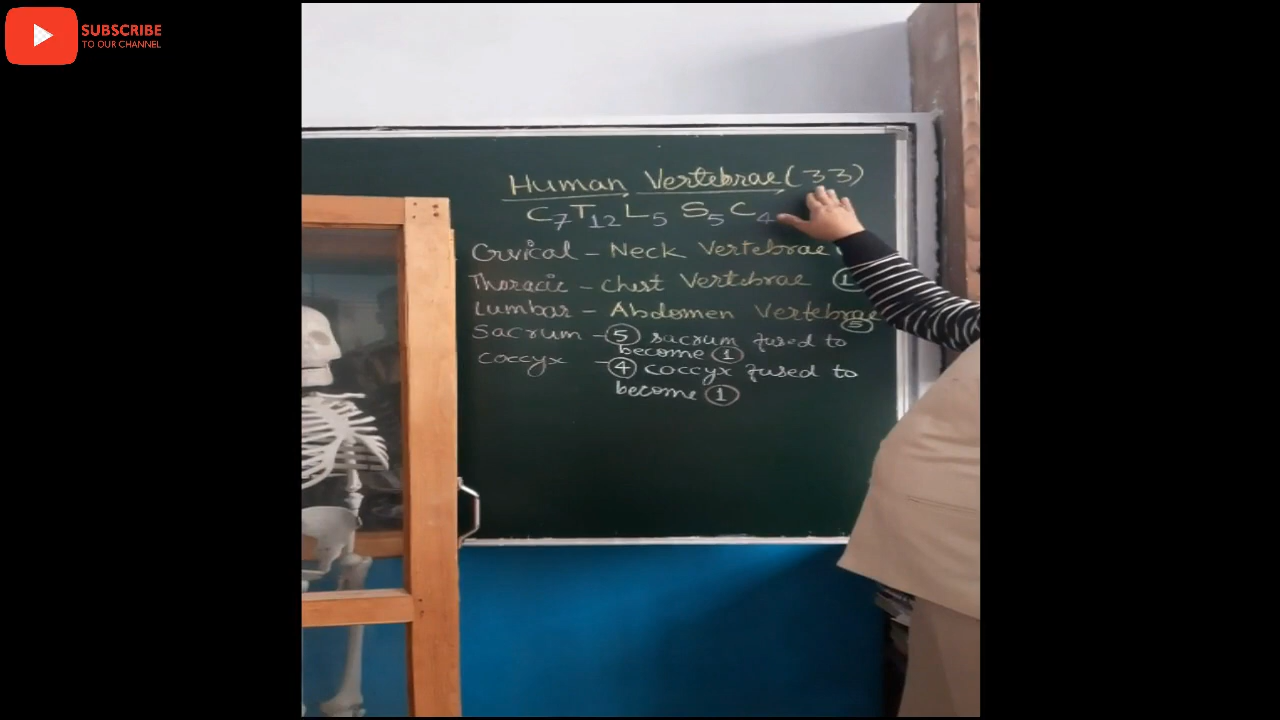 SUBSCRIBE
TO OUR CHANNEL
Human Vertebrae (33)
C7 T12 L5 S5 C4
Cervical - Neck Vertebrae
Thoracic - Chest Vertebrae
Lumbar - Abdomen Vertebrae
5
Sacrum - 5 sacrum fused to
become 1
Coccyx - 4 coccyx fused to
become 1